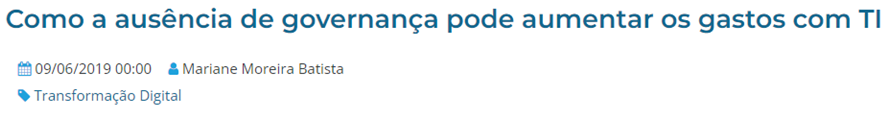 Como a ausência de governança pode aumentar os gastos com TI
09/06/2019 00:00 Mariane Moreira Batista
Transformação Digital